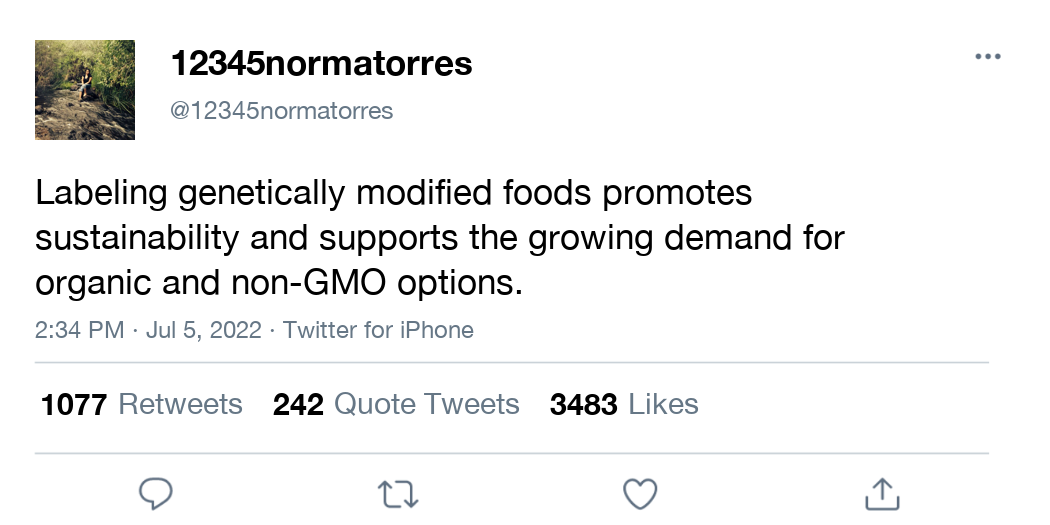 12345normatorres
@12345normatorres
Labeling genetically modified foods promotes
sustainability and supports the growing demand for
organic and non-GMO options.
2:34 PM · Jul 5, 2022 · Twitter for iPhone
1077 Retweets 242 Quote Tweets 3483 Likes